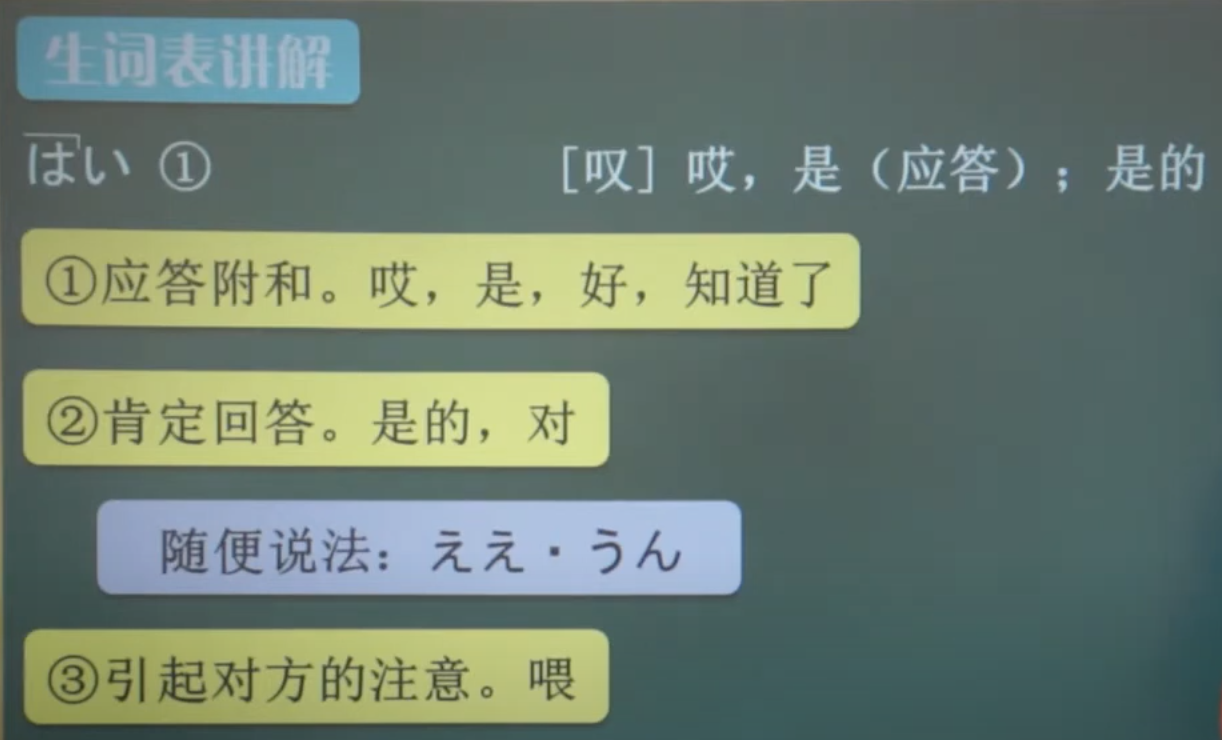 生词表讲解
はい ① [叹] 哎，是（应答）；是的
①应答附和。哎，是，好，知道了
②肯定回答。是的，对
随便说法：ええ・うん
③引起对方的注意。喂